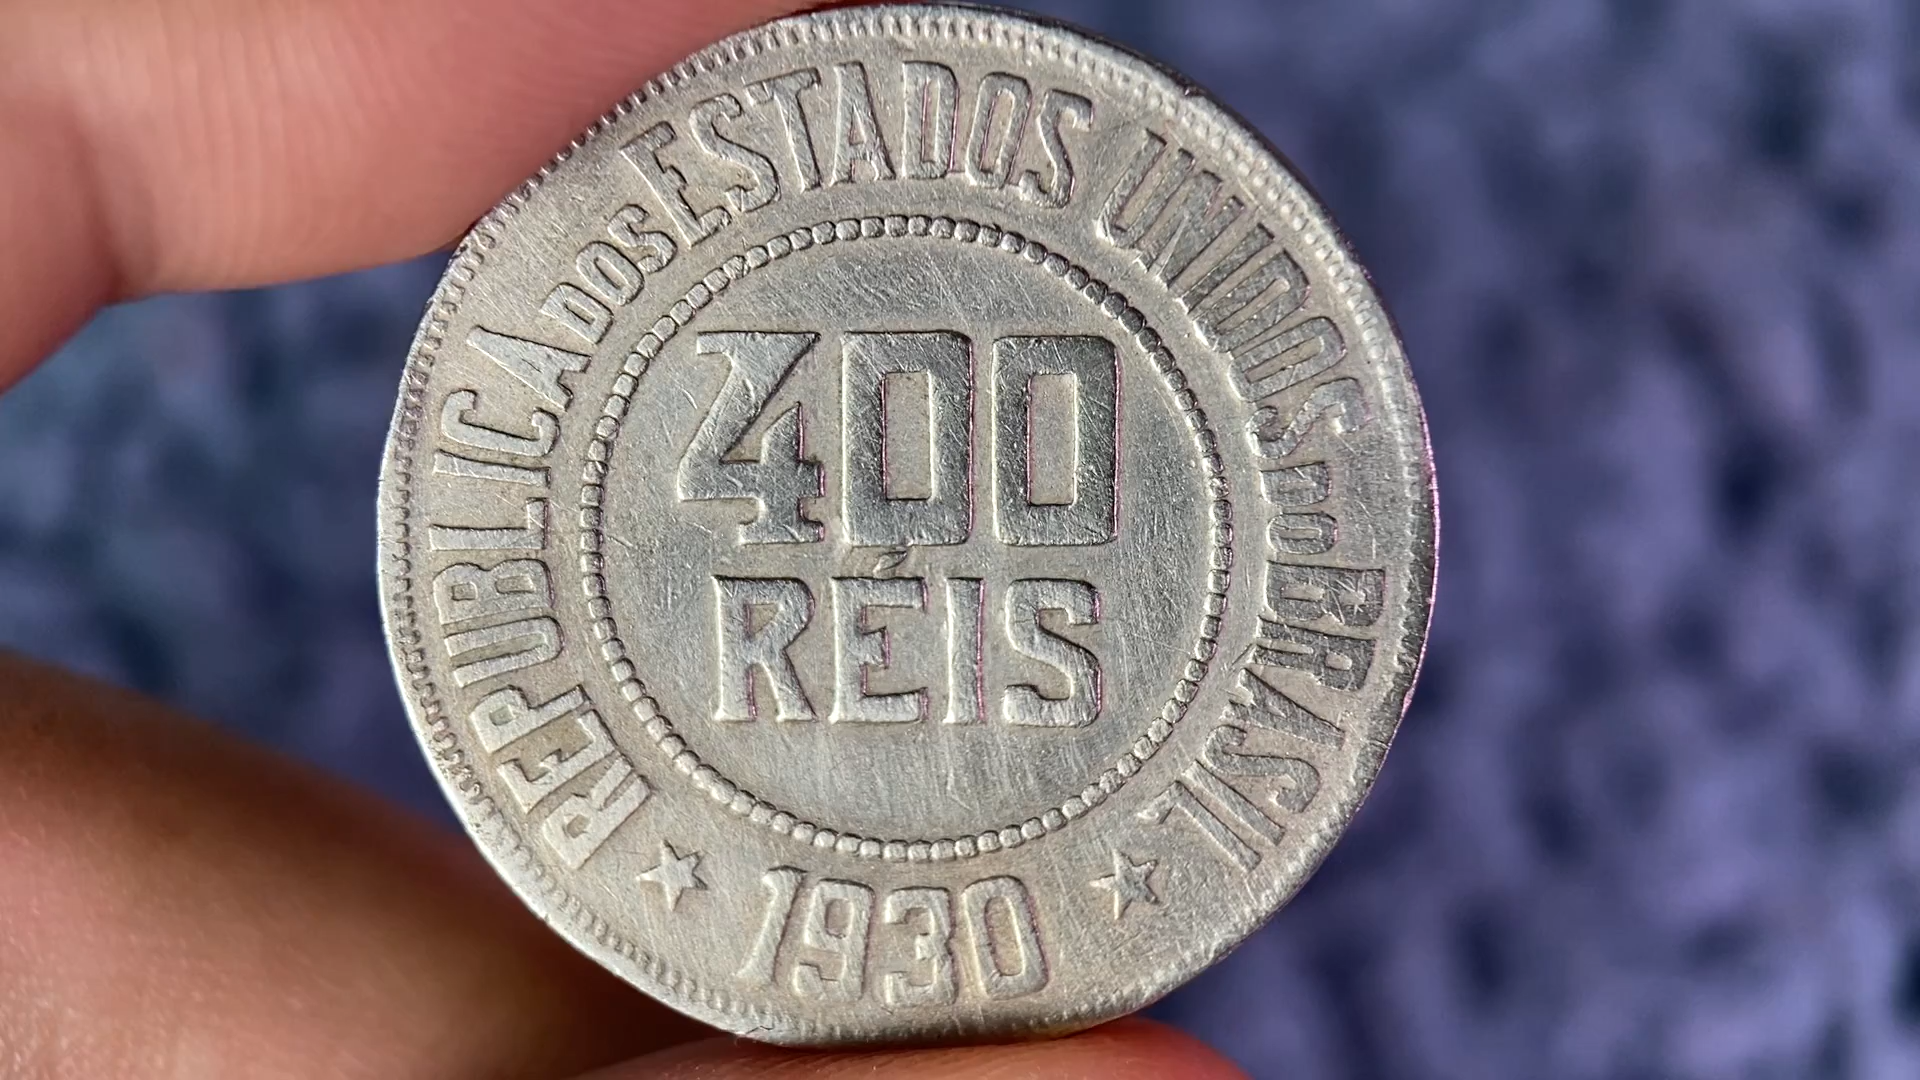 REPUBLICA DOS ESTADOS UNIDOS DO BRASIL
400
RÉIS
1930